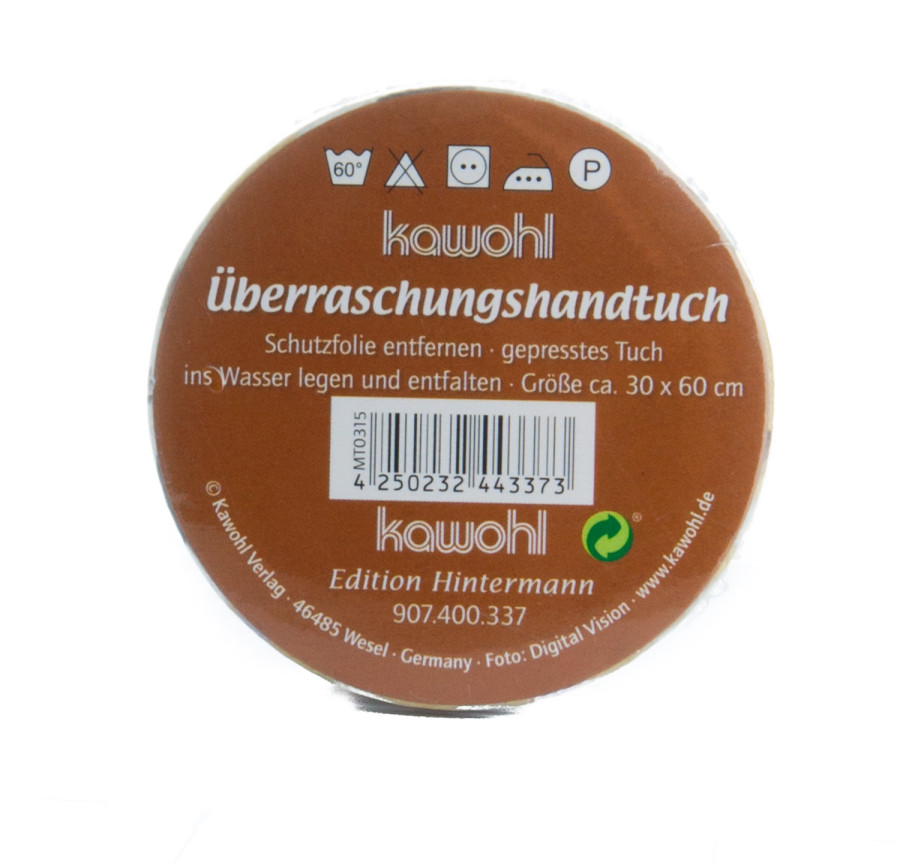 60°
P
kawohl
Überraschungshandtuch
Schutzfolie entfernen · gepresstes Tuch
ins Wasser legen und entfalten · Größe ca. 30 x 60 cm
MT0315
4 250232 443373
kawohl
®
Edition Hintermann
907.400.337
© Kawohl Verlag · 46485 Wesel · Germany · Foto: Digital Vision · www.kawohl.de